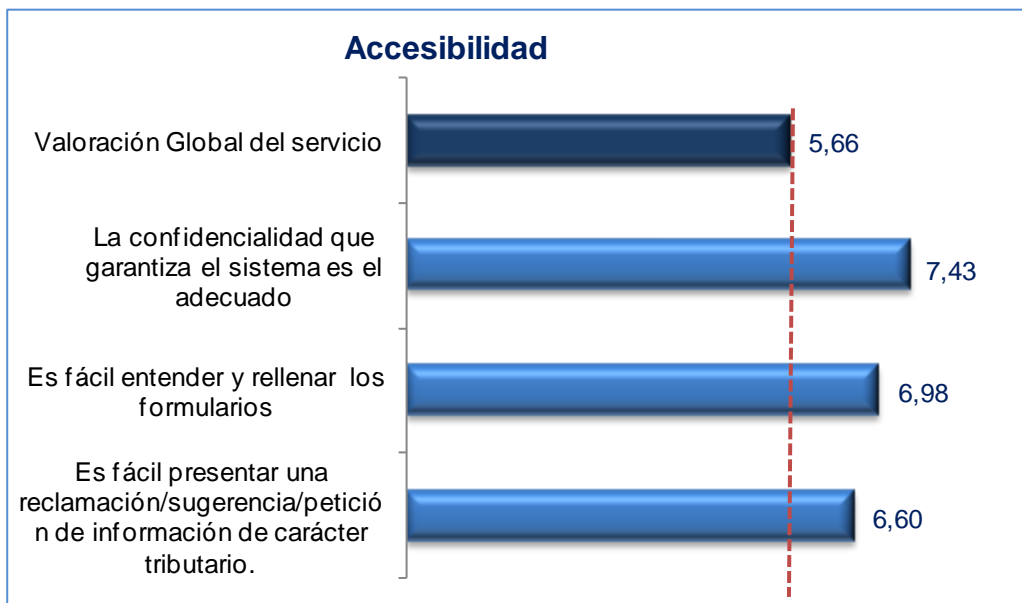 Accesibilidad
Valoración Global del servicio
5,66
La confidencialidad que
garantiza el sistema es el
adecuado
7,43
Es fácil entender y rellenar los
formularios
6,98
Es fácil presentar una
reclamación/sugerencia/petició
n de información de carácter
tributario.
6,60